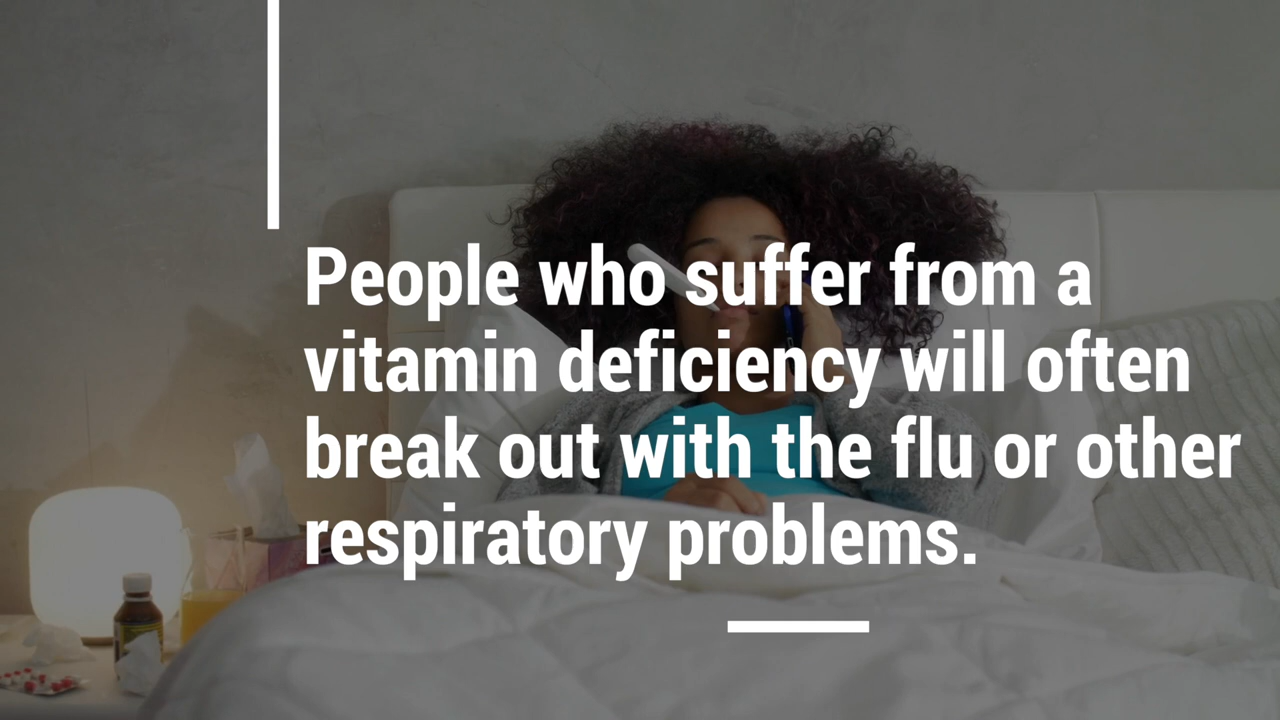 People who suffer from a
vitamin deficiency will often
break out with the flu or other
respiratory problems.